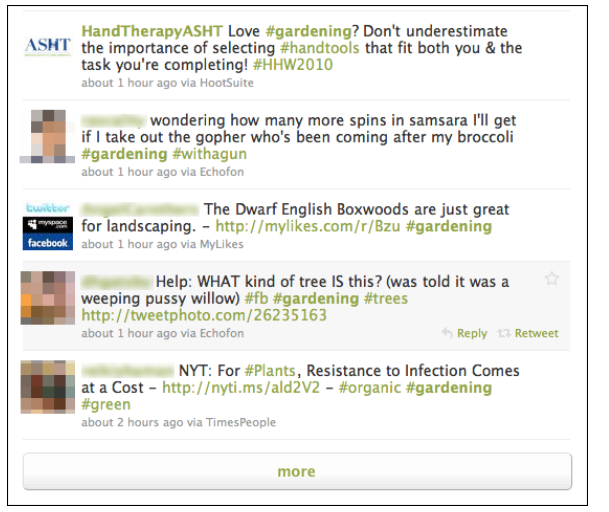 ASHT
HandTherapyASHT Love #gardening? Don't underestimate
the importance of selecting #handtools that fit both you & the
task you're completing! #HHW2010
about 1 hour ago via HootSuite
wondering how many more spins in samsara I'll get
if I take out the gopher who's been coming after my broccoli
#gardening #withagun
about 1 hour ago via Echofon
twitter
myspace.com
facebook
The Dwarf English Boxwoods are just great
for landscaping. – http://mylikes.com/r/Bzu #gardening
about 1 hour ago via MyLikes
Help: WHAT kind of tree IS this? (was told it was a
weeping pussy willow) #fb #gardening #trees
http://tweetphoto.com/26235163
about 1 hour ago via Echofon Reply Retweet
NYT: For #Plants, Resistance to Infection Comes
at a Cost – http://nyti.ms/ald2V2 – #organic #gardening
#green
about 2 hours ago via TimesPeople
more